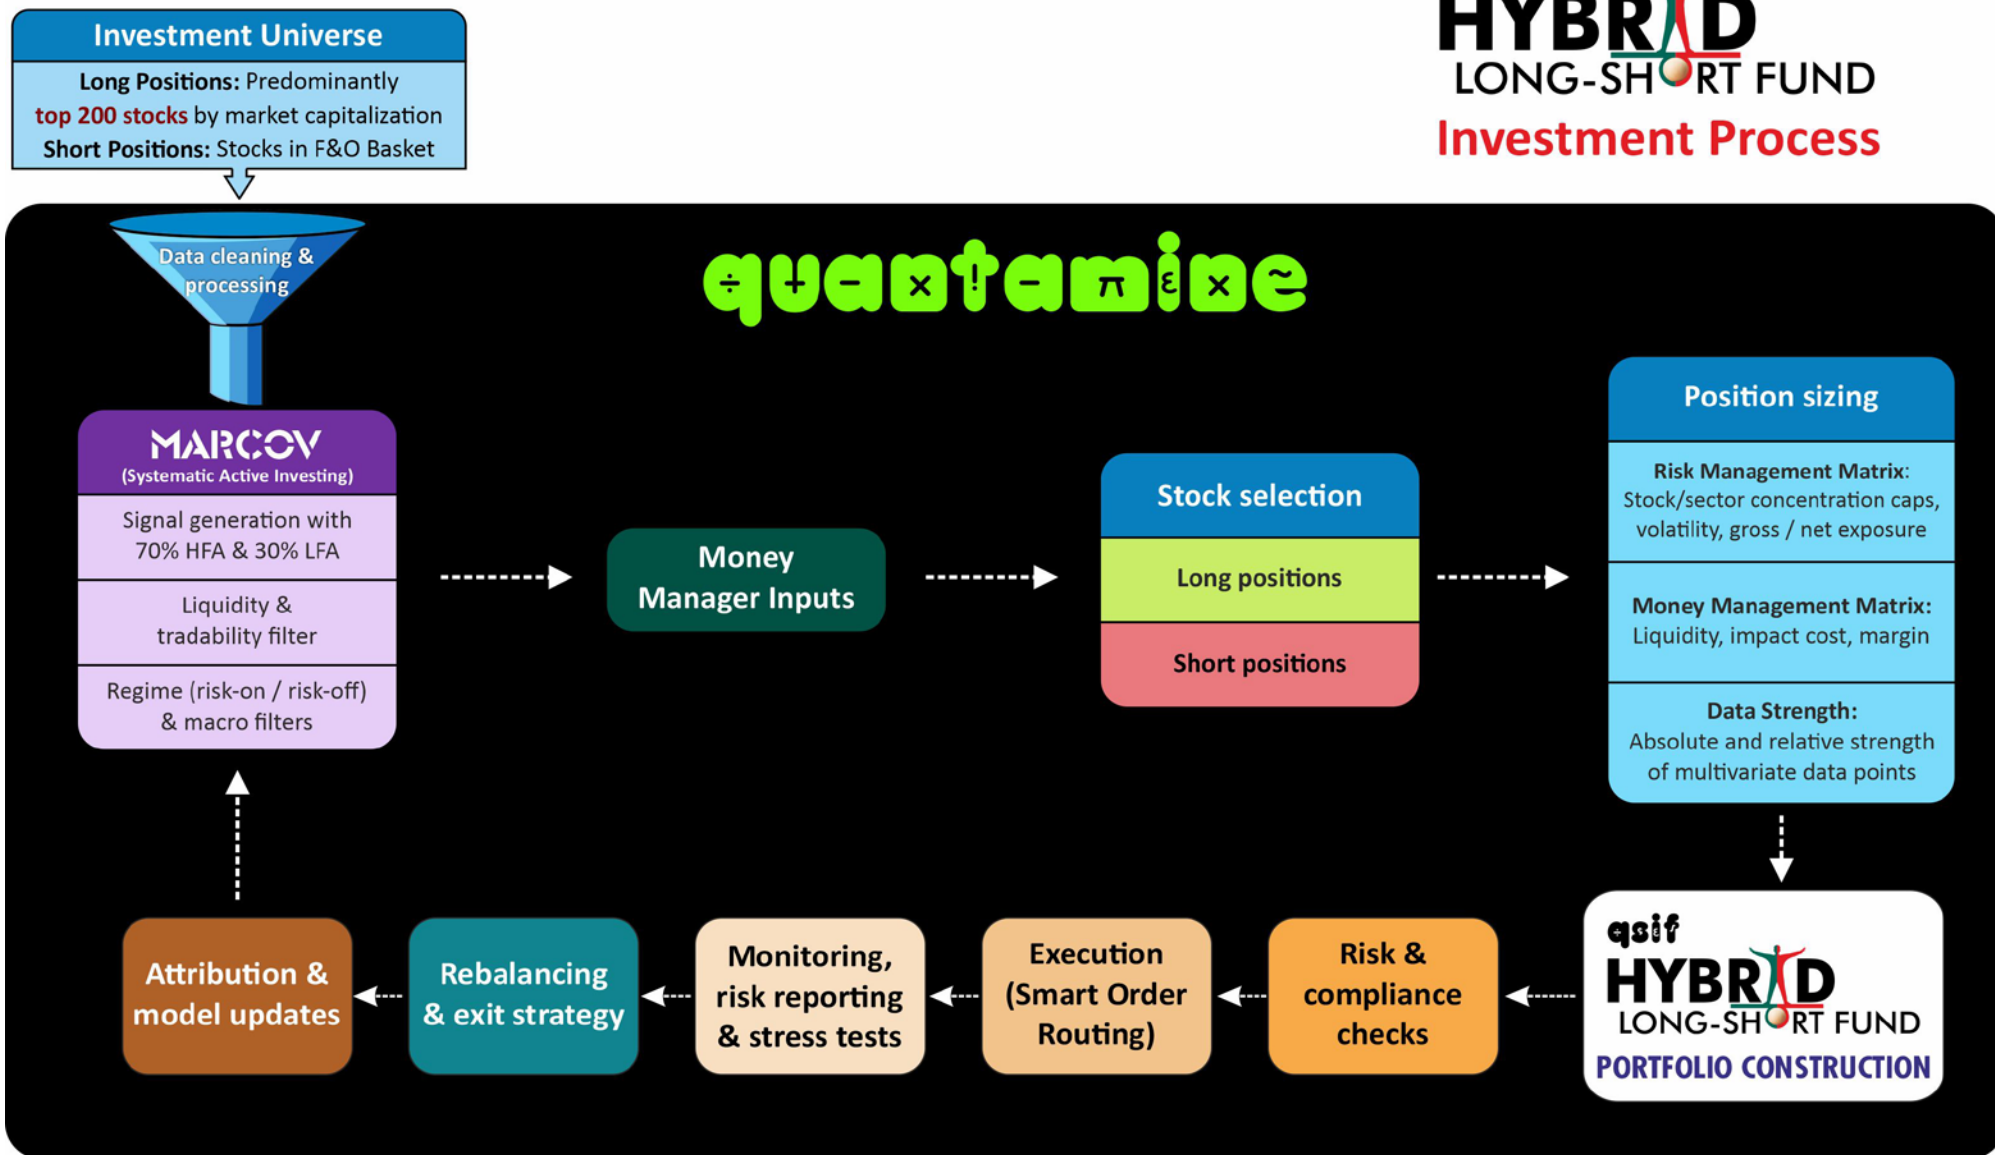 Investment Universe
Long Positions: Predominantly
top 200 stocks by market capitalization
Short Positions: Stocks in F&O Basket
HYBRID
LONG-SHORT FUND
Investment Process
Data cleaning &
processing
quantamine
MARCOV
(Systematic Active Investing)
Signal generation with
70% HFA & 30% LFA
Liquidity &
tradability filter
Regime (risk-on / risk-off)
& macro filters
Money
Manager Inputs
Stock selection
Long positions
Short positions
Position sizing
Risk Management Matrix:
Stock/sector concentration caps,
volatility, gross / net exposure
Money Management Matrix:
Liquidity, impact cost, margin
Data Strength:
Absolute and relative strength
of multivariate data points
qsif
HYBRID
LONG-SHORT FUND
PORTFOLIO CONSTRUCTION
Risk &
compliance
checks
Execution
(Smart Order
Routing)
Monitoring,
risk reporting
& stress tests
Rebalancing
& exit strategy
Attribution &
model updates